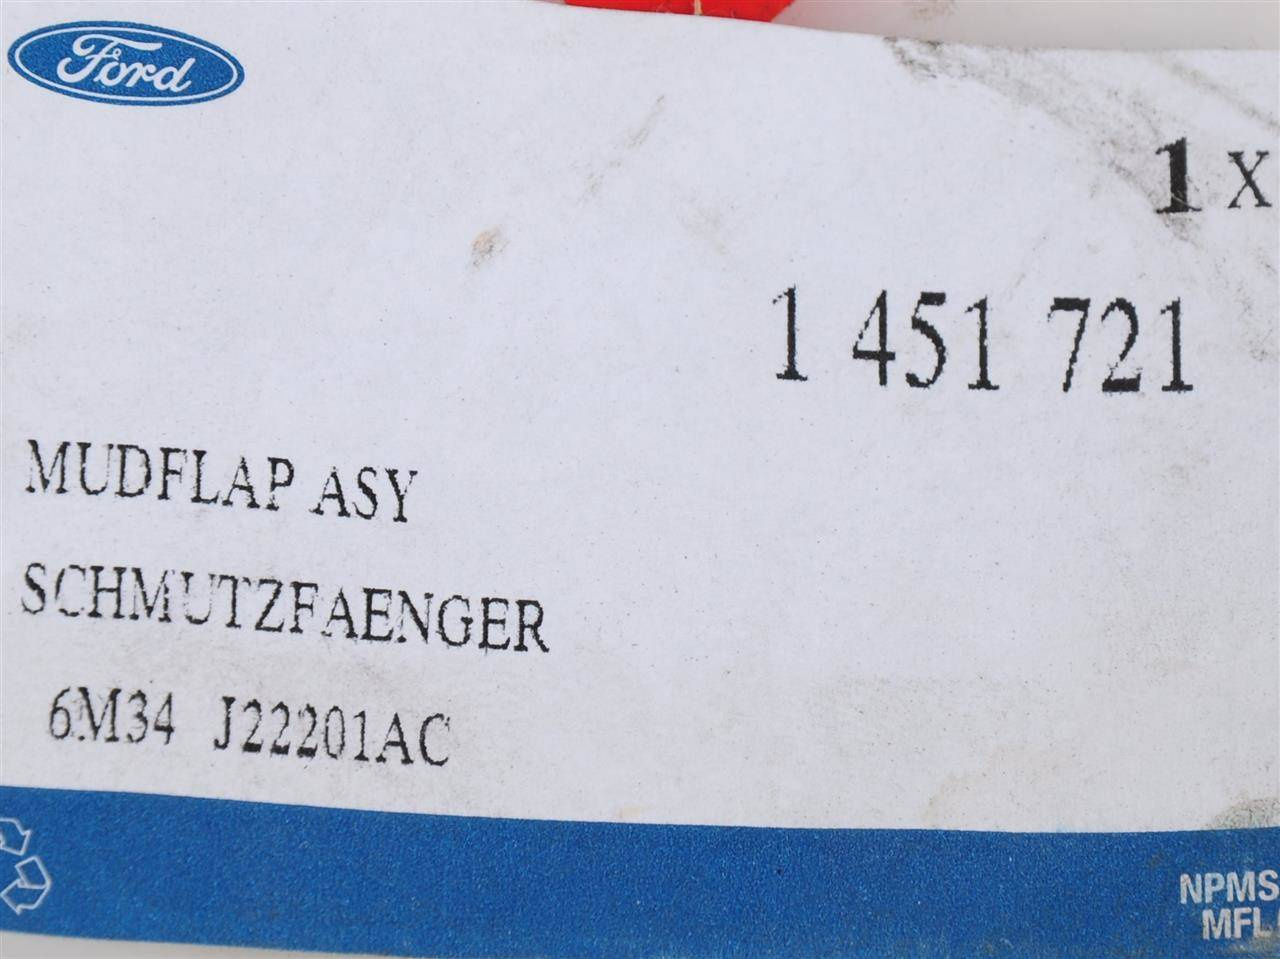 Ford
1 X
1 451 721
MUDFLAP ASY
SCHMUTZFAENGER
6M34 J22201AC
NPMS
MFL